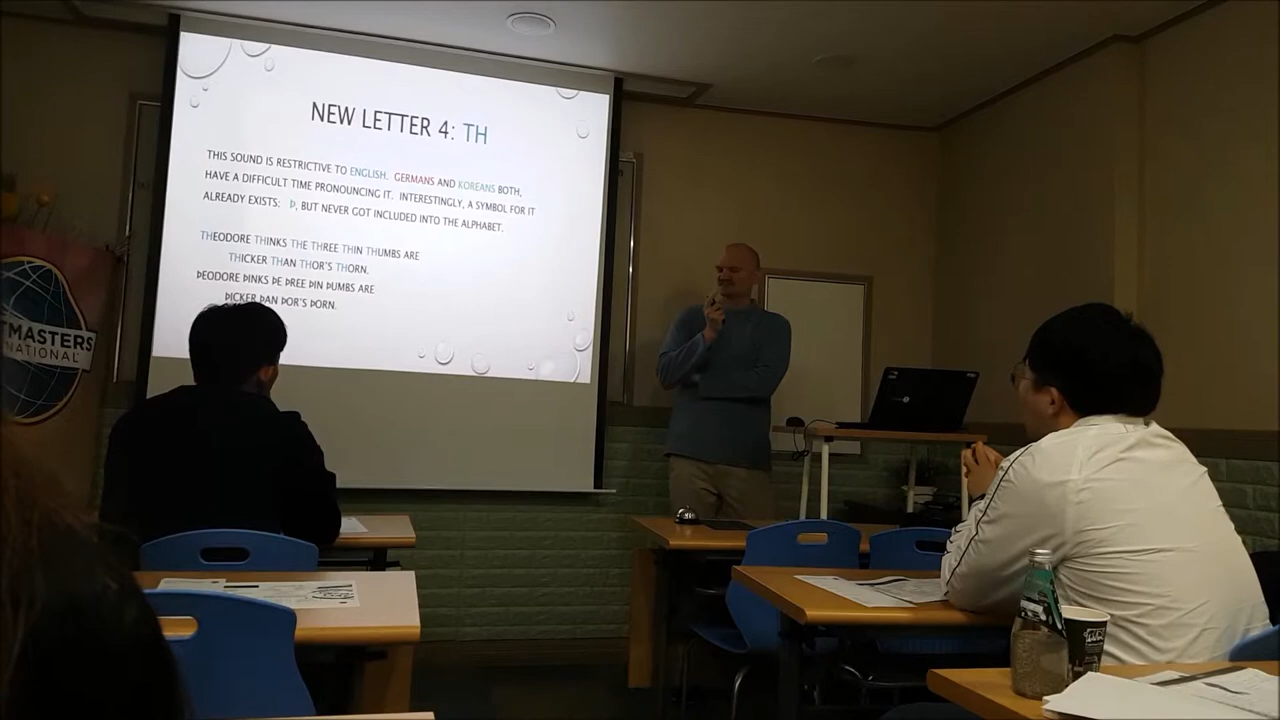 NEW LETTER 4: TH
THIS SOUND IS RESTRICTIVE TO ENGLISH. GERMANS AND KOREANS BOTH,
HAVE A DIFFICULT TIME PRONOUNCING IT. INTERESTINGLY, A SYMBOL FOR IT
ALREADY EXISTS: Þ, BUT NEVER GOT INCLUDED INTO THE ALPHABET.
THEODORE THINKS THE THREE THIN THUMBS ARE
THICKER THAN THOR'S THORN.
ÞEODORE ÞINKS ÞE ÞREE ÞIN ÞUMBS ARE
ÞICKER ÞAN ÞOR'S ÞORN.
TMASTERS
NATIONAL